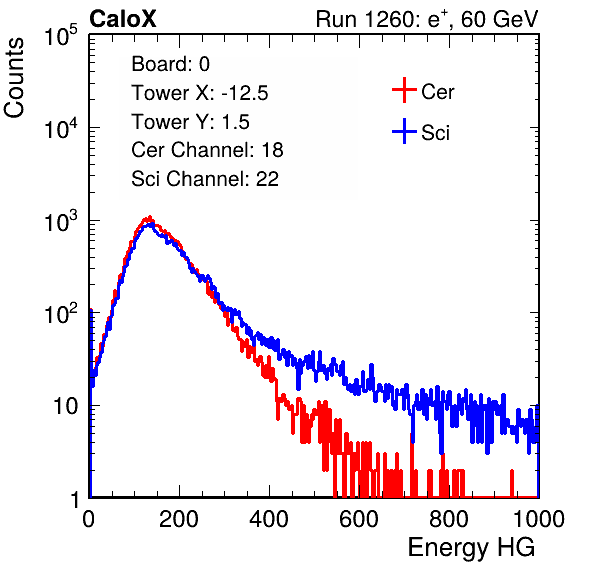 CaloX Run 1260: e⁺, 60 GeV
Counts
Board: 0
Tower X: -12.5
Tower Y: 1.5
Cer Channel: 18
Sci Channel: 22
Cer
Sci
10⁵
10⁴
10³
10²
10
1
0 200 400 600 800 1000
Energy HG